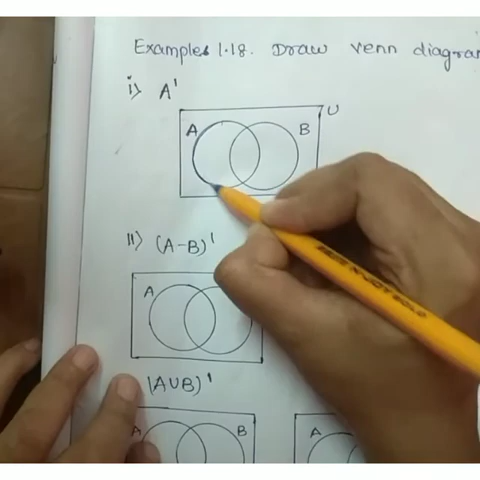 Examples 1.18. Draw venn diagram
i) A'
U
A B
II) (A-B)'
A
(AUB)'
A B A